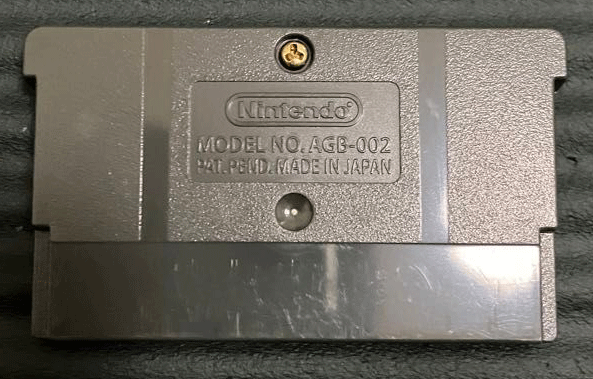 Nintendo®
MODEL NO. AGB-002
PAT. PEND. MADE IN JAPAN